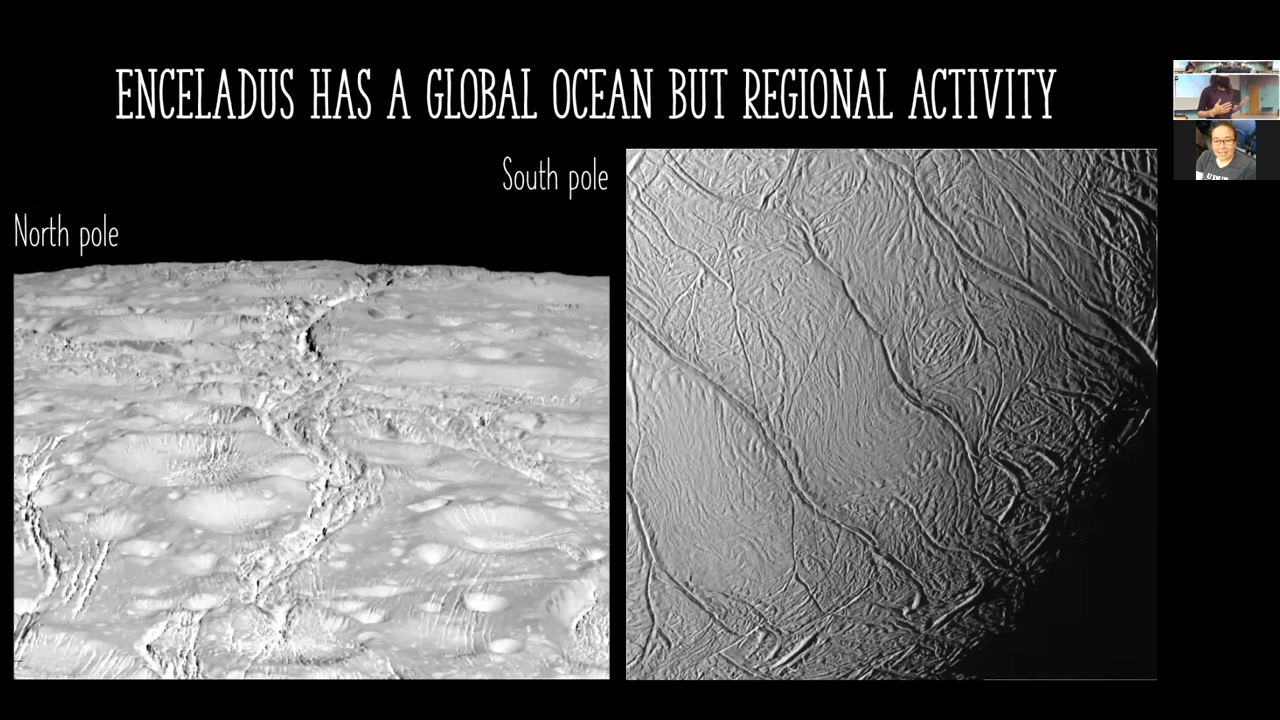 ENCELADUS HAS A GLOBAL OCEAN BUT REGIONAL ACTIVITY
South pole
North pole